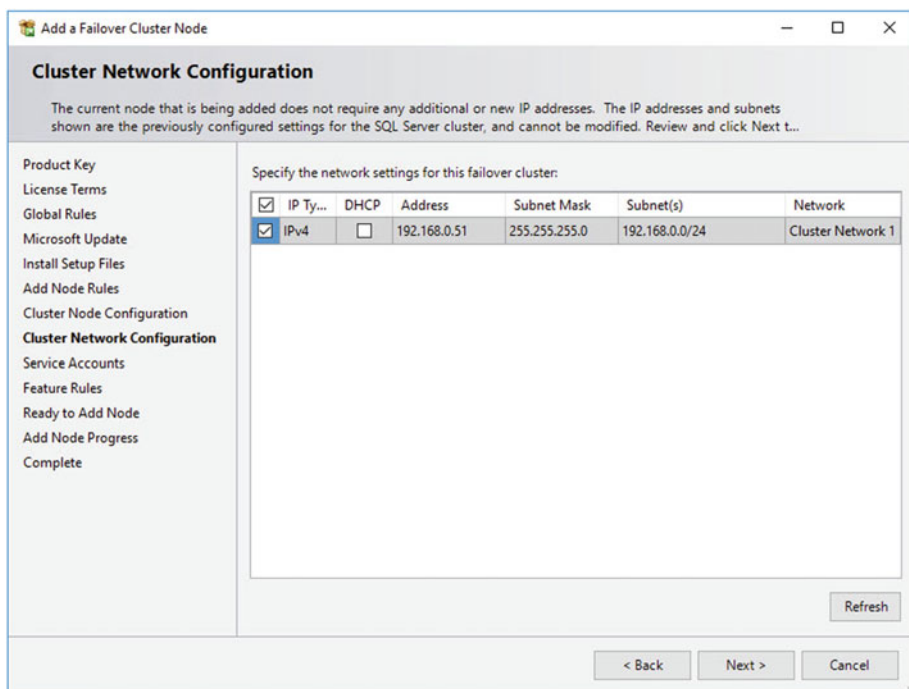 Add a Failover Cluster Node
Cluster Network Configuration
The current node that is being added does not require any additional or new IP addresses. The IP addresses and subnets
shown are the previously configured settings for the SQL Server cluster, and cannot be modified. Review and click Next t...
Product Key
License Terms
Global Rules
Microsoft Update
Install Setup Files
Add Node Rules
Cluster Node Configuration
Cluster Network Configuration
Service Accounts
Feature Rules
Ready to Add Node
Add Node Progress
Complete
Specify the network settings for this failover cluster:
IP Ty... DHCP Address Subnet Mask Subnet(s) Network
IPv4 192.168.0.51 255.255.255.0 192.168.0.0/24 Cluster Network 1
Refresh
< Back Next > Cancel